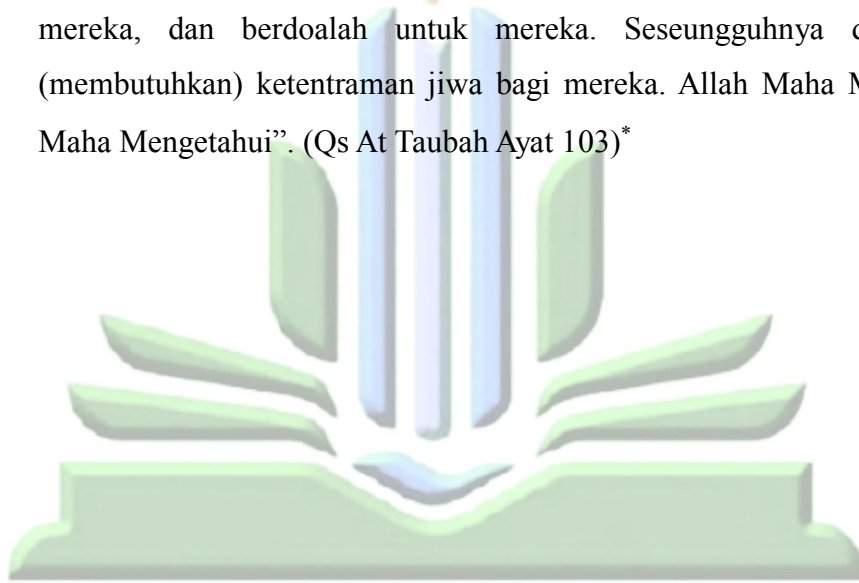 mereka, dan berdoalah untuk mereka. Seseungguhnya
(membutuhkan) ketentraman jiwa bagi mereka. Allah Maha
Maha Mengetahui”. (Qs At Taubah Ayat 103)*